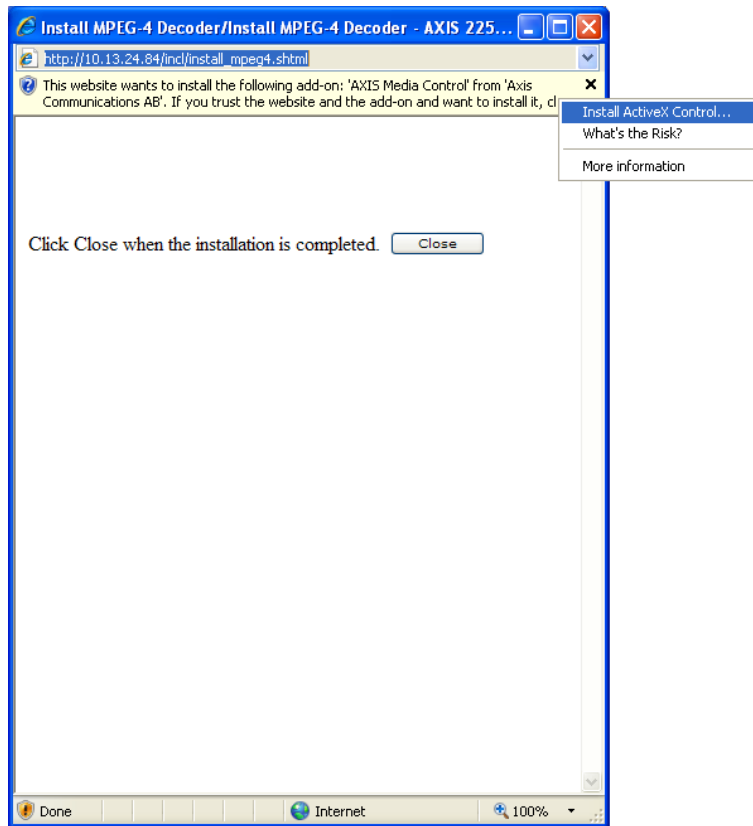 Install MPEG-4 Decoder/Install MPEG-4 Decoder - AXIS 225...
http://10.13.24.84/incl/install_mpeg4.shtml
This website wants to install the following add-on: 'AXIS Media Control' from 'Axis
Communications AB'. If you trust the website and the add-on and want to install it, cl
Install ActiveX Control...
What's the Risk?
More information
Click Close when the installation is completed. Close
Done Internet 100%